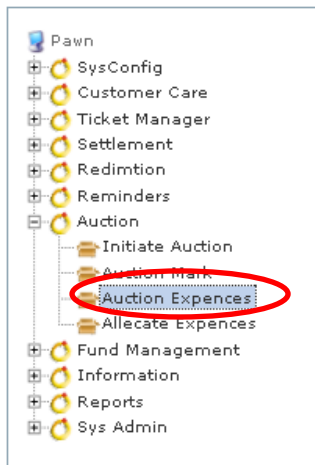 Pawn
SysConfig
Customer Care
Ticket Manager
Settlement
Redimtion
Reminders
Auction
Initiate Auction
Auction Mark
Auction Expences
Allecate Expences
Fund Management
Information
Reports
Sys Admin